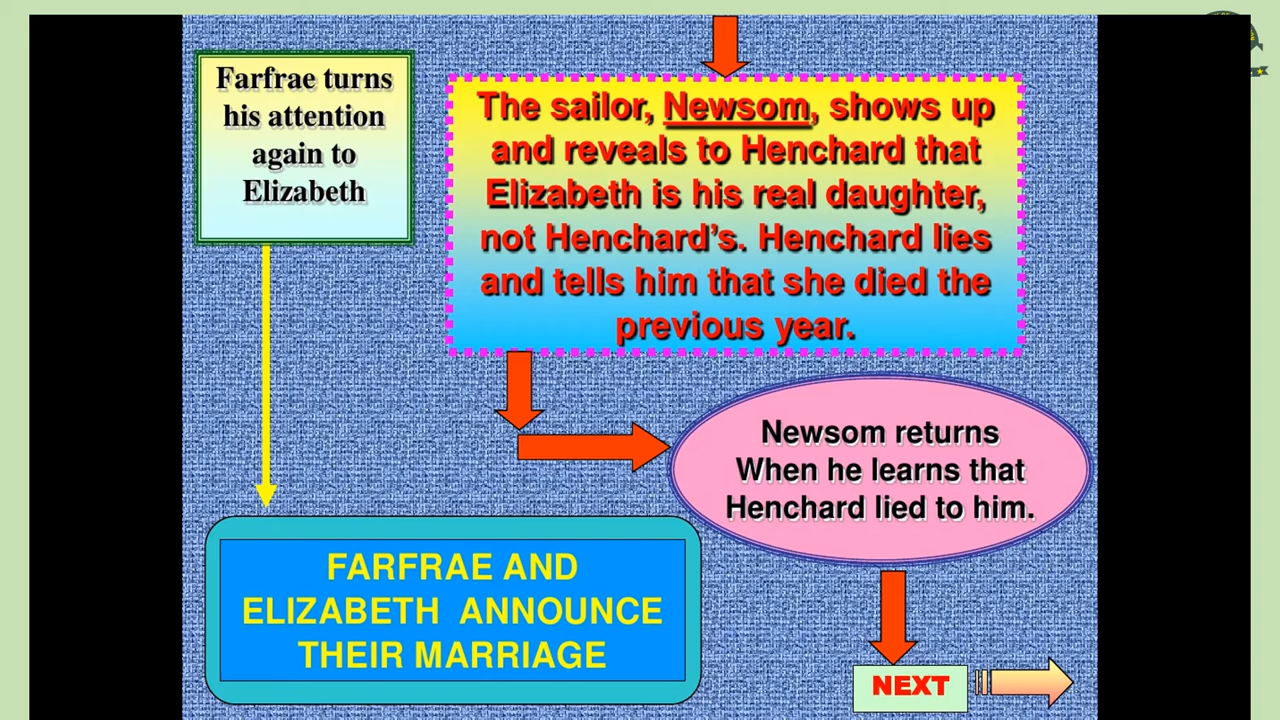 Farfrae turns
his attention
again to
Elizabeth
The sailor, Newsom, shows up
and reveals to Henchard that
Elizabeth is his real daughter,
not Henchard’s. Henchard lies
and tells him that she died the
previous year.
Newsom returns
When he learns that
Henchard lied to him.
FARFRAE AND
ELIZABETH ANNOUNCE
THEIR MARRIAGE
NEXT